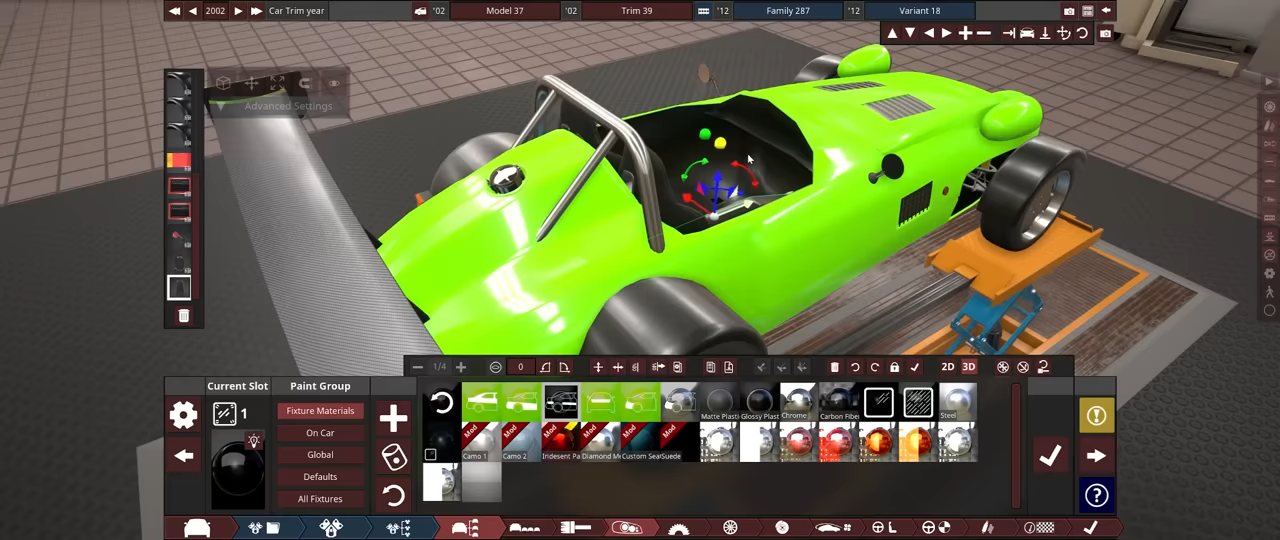 2002 Car Trim year '02 Model 37 '02 Trim 39 '12 Family 287 '12 Variant 18
Advanced Settings
1/4 0 2D 3D
Current Slot
Paint Group
1
Fixture Materials
On Car
Global
Defaults
All Fixtures
Matte Plasti Glossy Plast Chrome Carbon Fibe Steel
Mod Mod Mod Mod Mod Mod
Camo 1 Camo 2 Iridesent Pa Diamond Me Custom Sea Suede